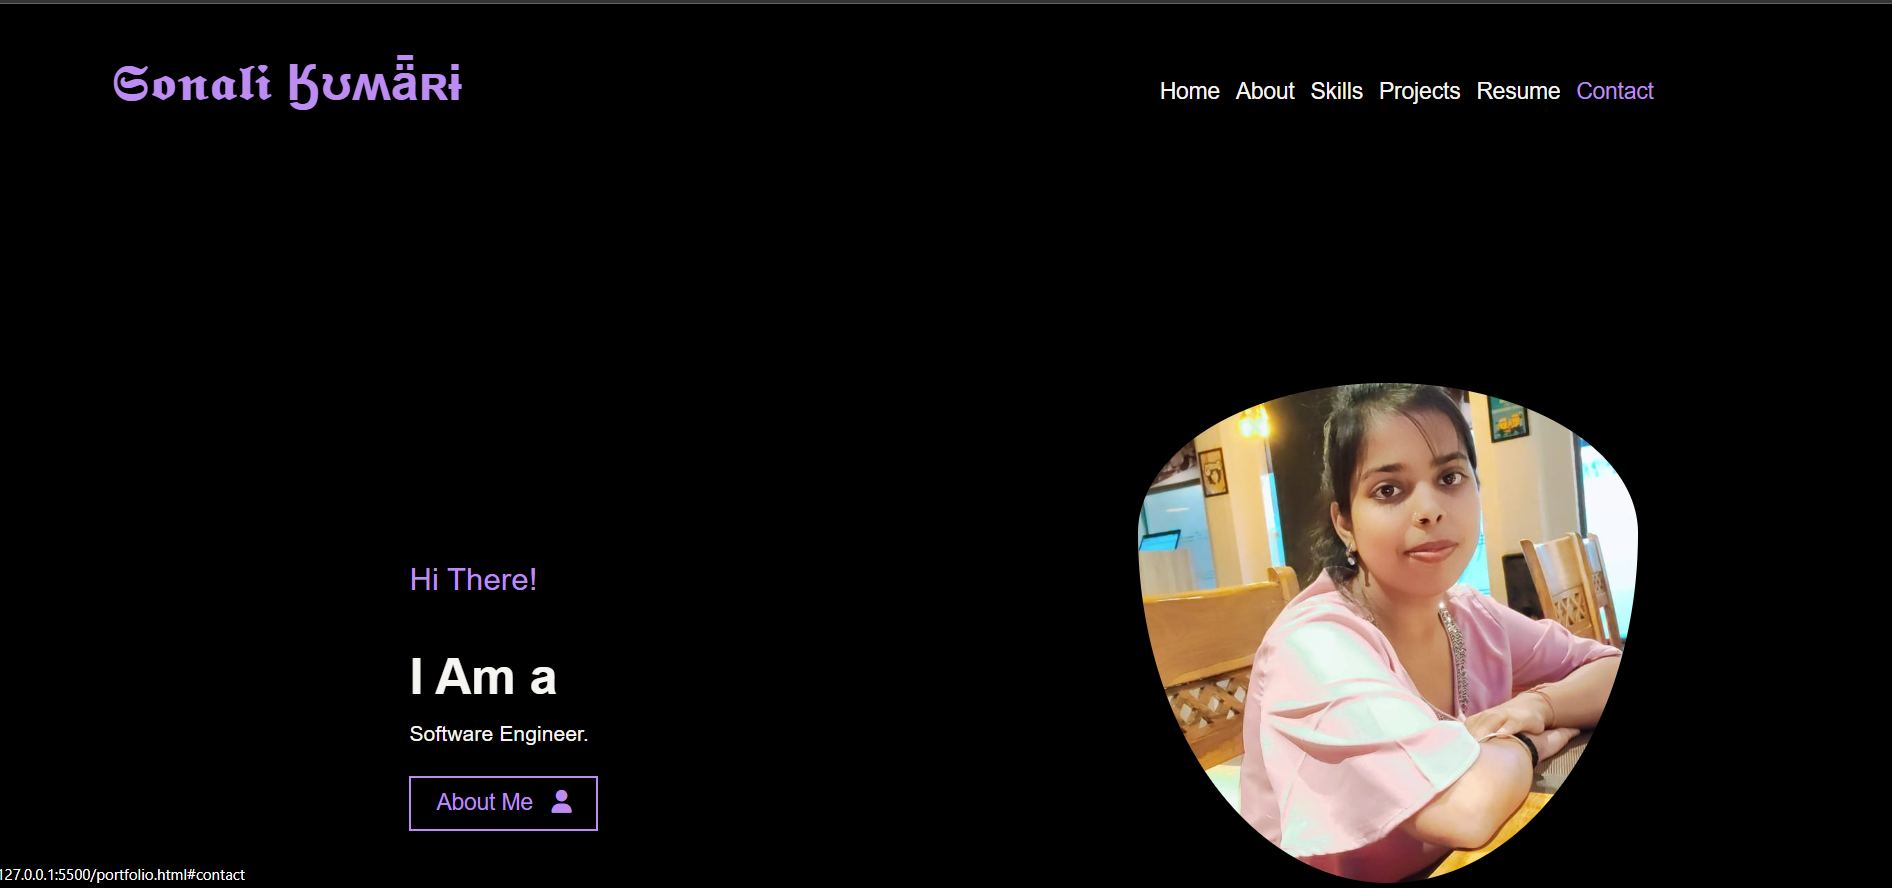 𝕾𝖔𝖓𝖆𝖑𝖎 Ӄʊʍǟʀɨ
Home About Skills Projects Resume Contact
Hi There!
I Am a
Software Engineer.
About Me
127.0.0.1:5500/portfolio.html#contact